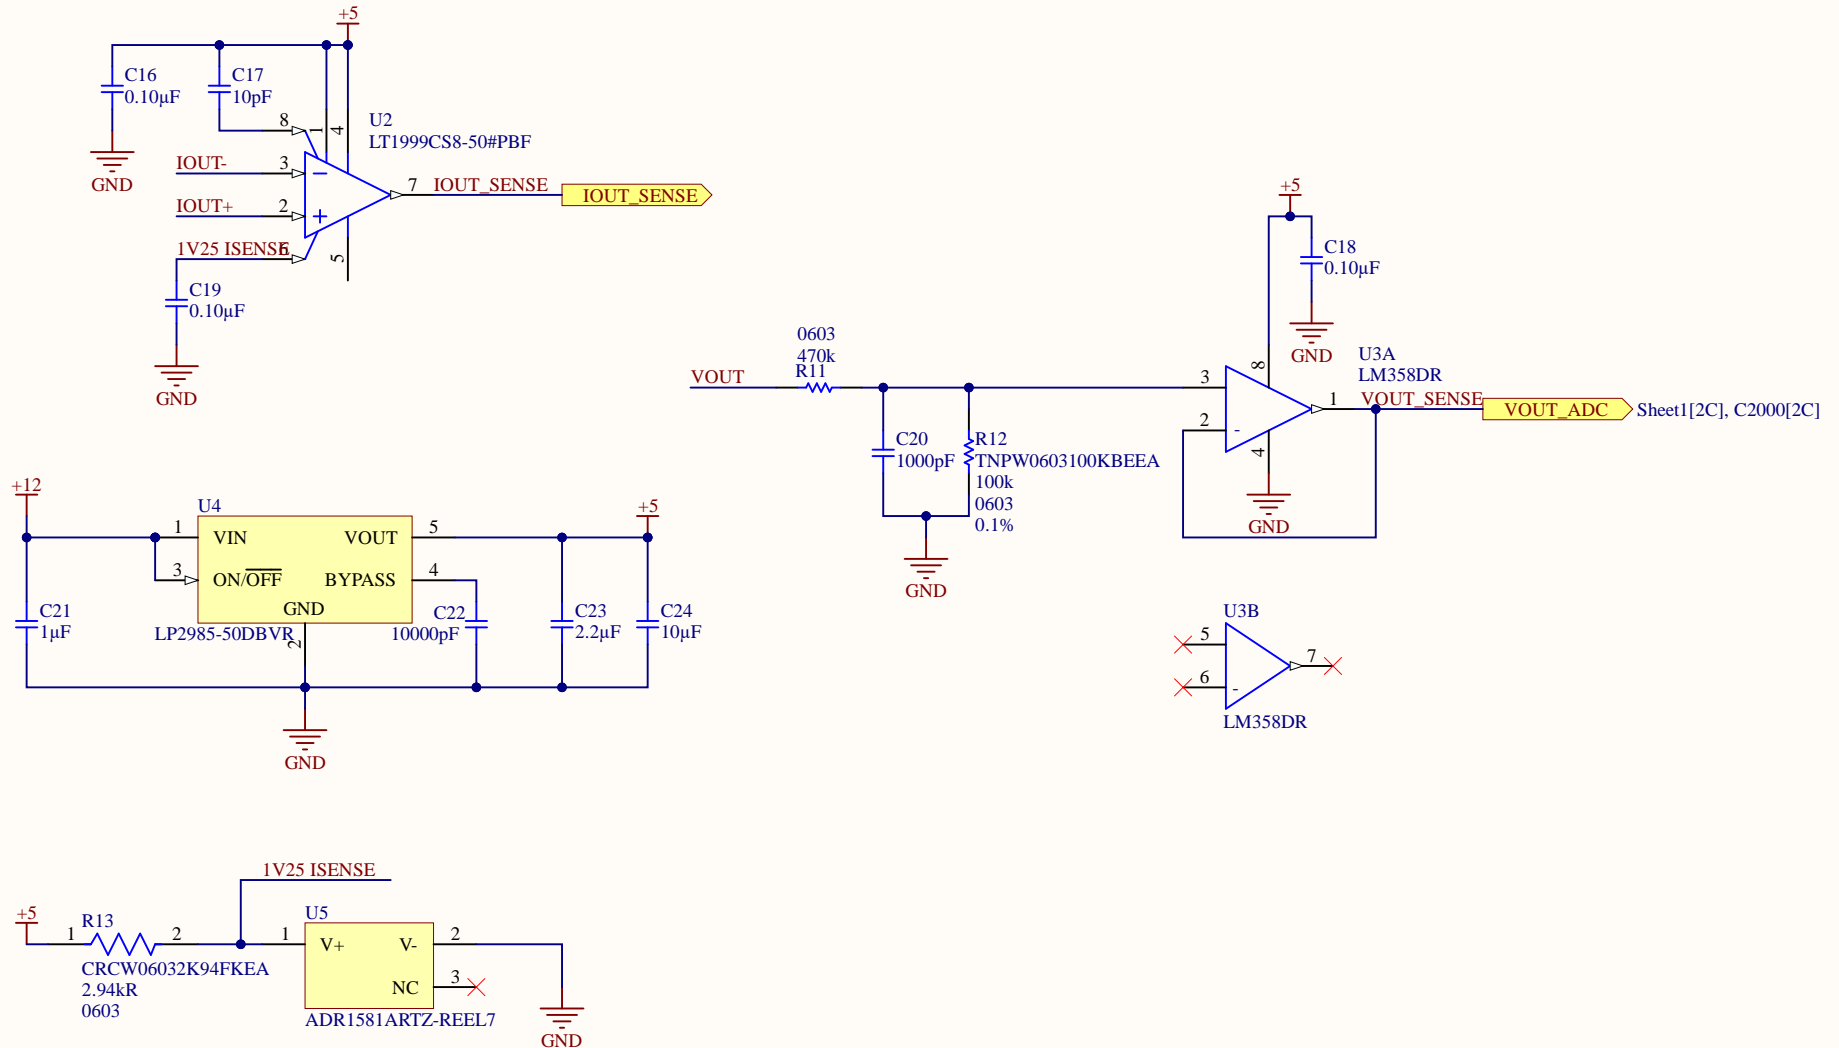 +5
C16
0.10µF
C17
10pF
8
1
4
U2
LT1999CS8-50#PBF
IOUT-
3
IOUT+
2
7
IOUT_SENSE
IOUT_SENSE
1V25 ISENSE
6
5
C19
0.10µF
GND
GND
+5
C18
0.10µF
GND
0603
470k
R11
VOUT
3
2
8
4
1
U3A
LM358DR
VOUT_SENSE
VOUT_ADC
Sheet1[2C], C2000[2C]
-
GND
C20
1000pF
R12
TNPW0603100KBEEA
100k
0603
0.1%
GND
+12
U4
1
VIN
VOUT
5
+5
3
ON/OFF
BYPASS
4
GND
2
LP2985-50DBVR
C21
1µF
C22
10000pF
C23
2.2µF
C24
10µF
GND
U3B
5
6
-
7
LM358DR
1V25 ISENSE
+5
R13
1
2
CRCW06032K94FKEA
2.94kR
0603
U5
1
V+
V-
2
NC
3
ADR1581ARTZ-REEL7
GND